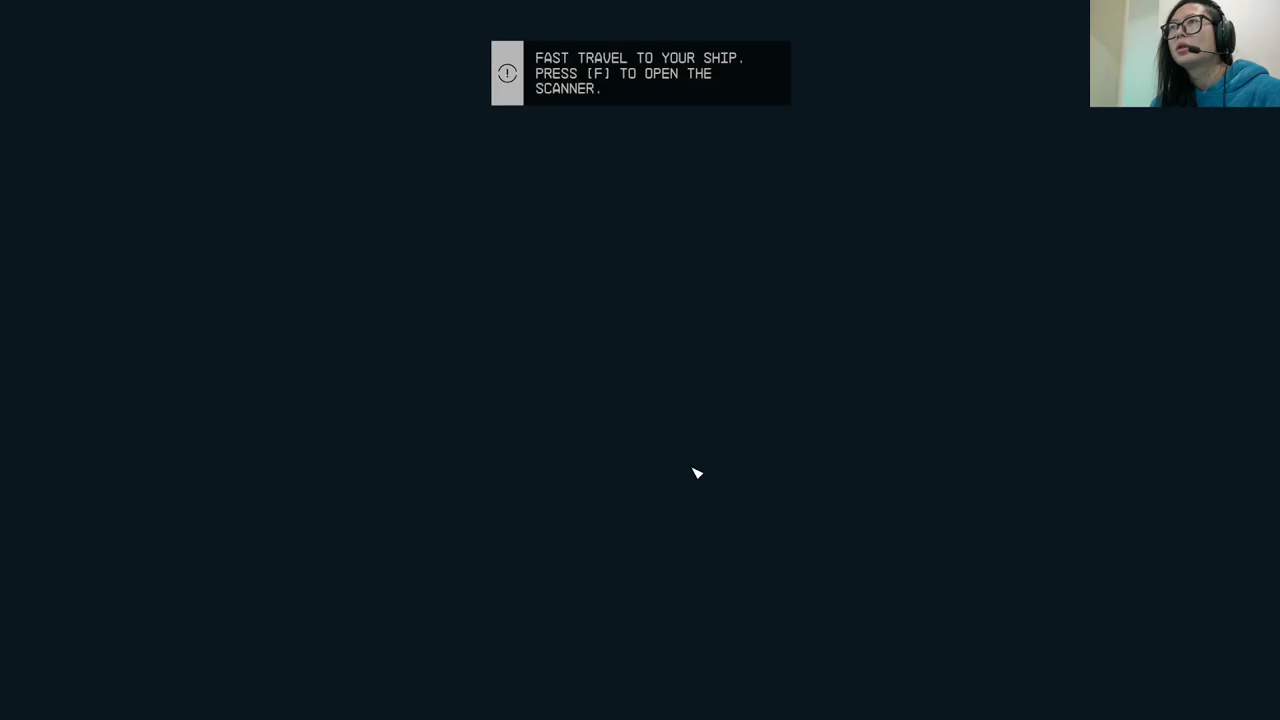 FAST TRAVEL TO YOUR SHIP.
PRESS [F] TO OPEN THE
SCANNER.